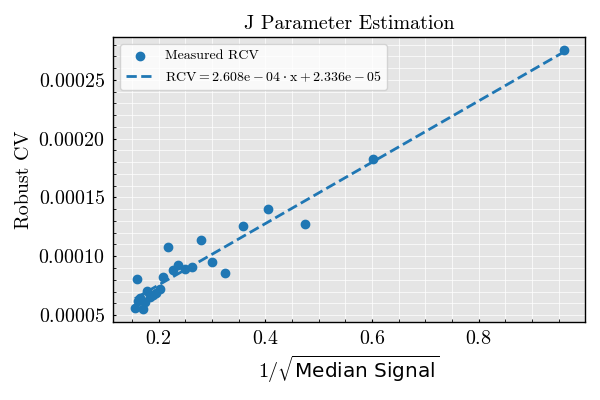 J Parameter Estimation
Measured RCV
RCV = 2.608e − 04 · x + 2.336e − 05
0.00025
0.00020
0.00015
0.00010
0.00005
Robust CV
0.2 0.4 0.6 0.8
1/√Median Signal